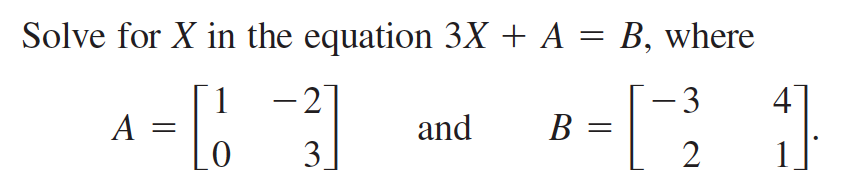 Solve for X in the equation 3X + A = B, where
A = [1 −2
0 3] and B = [−3 4
2 1].